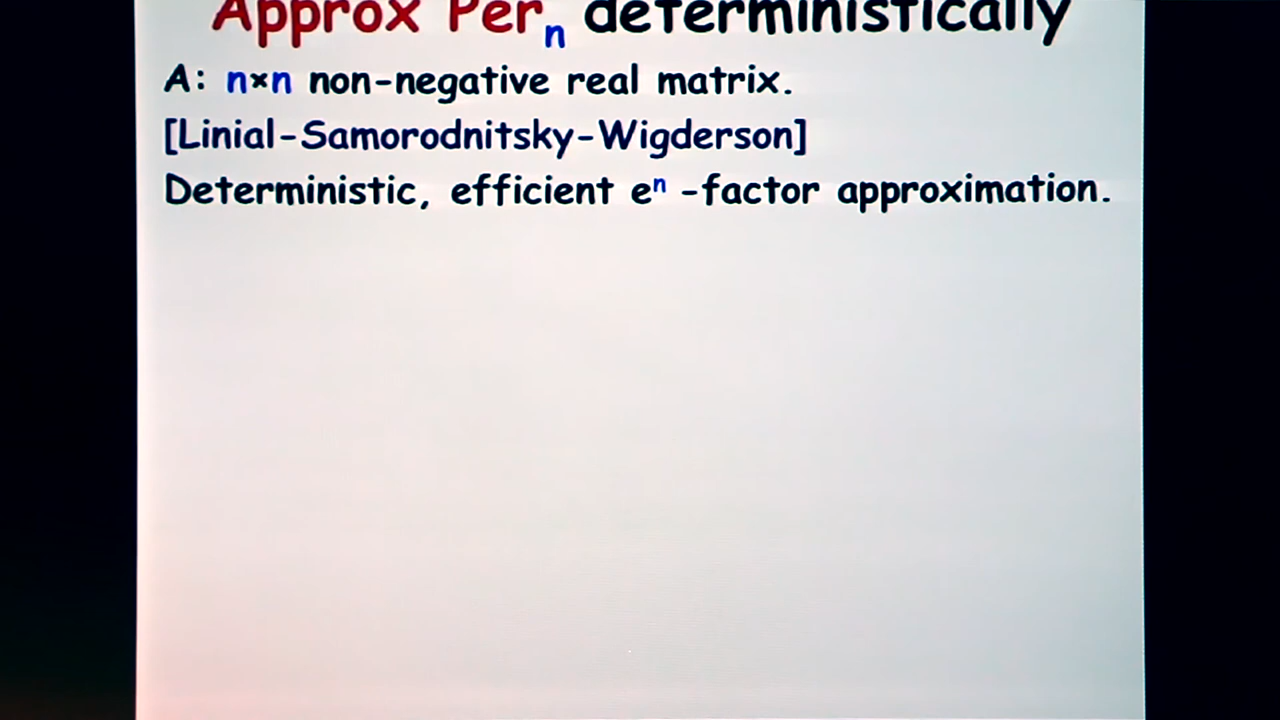 Approx Perₙ deterministically
A: n×n non-negative real matrix.
[Linial-Samorodnitsky-Wigderson]
Deterministic, efficient eⁿ -factor approximation.